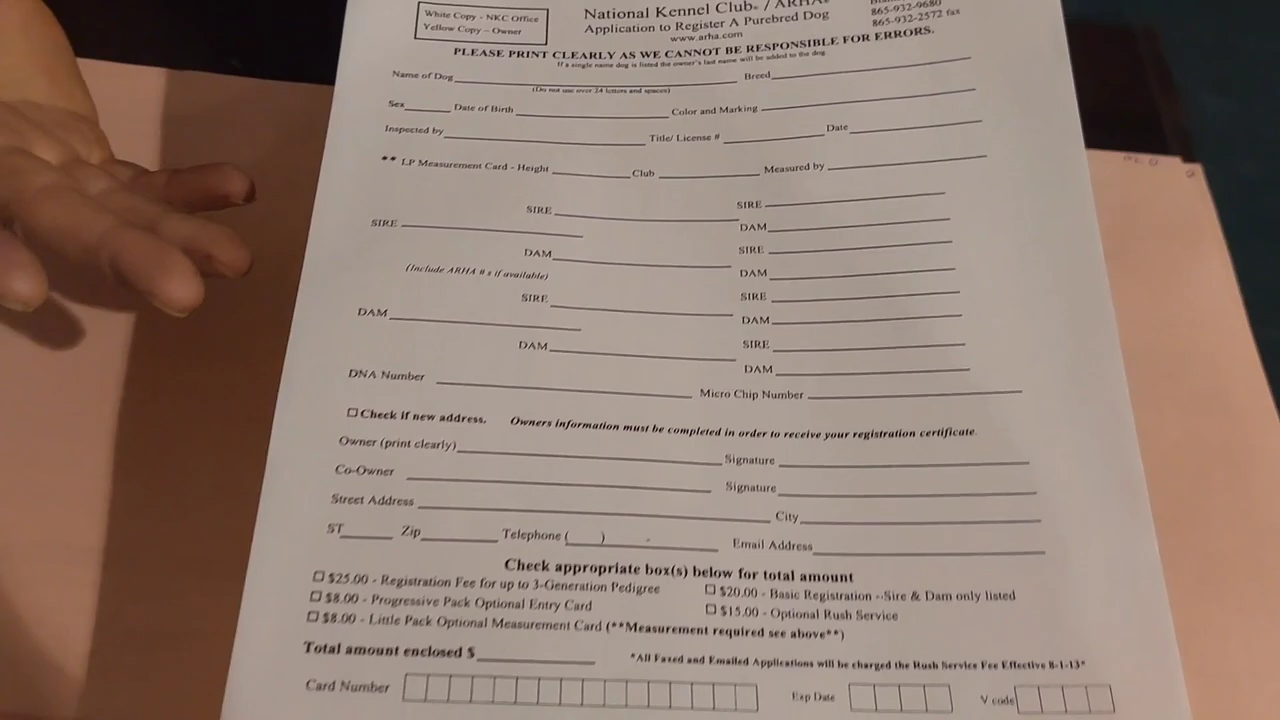 White Copy - NKC Office
Yellow Copy - Owner
National Kennel Club® / ARHA®
Application to Register A Purebred Dog
www.arha.com
865-932-9680
865-932-2572 fax
PLEASE PRINT CLEARLY AS WE CANNOT BE RESPONSIBLE FOR ERRORS.
If a single name dog is listed the owner's last name will be added to the dog
Name of Dog Breed
(Do not use over 24 letters and spaces)
Sex Date of Birth Color and Marking
Inspected by Title/ License # Date
** LP Measurement Card - Height Club Measured by
SIRE SIRE
SIRE DAM
DAM SIRE
(Include ARHA # s if available) DAM
SIRE SIRE
DAM DAM
DAM SIRE
DAM
DNA Number Micro Chip Number
Check if new address. Owners information must be completed in order to receive your registration certificate.
Owner (print clearly) Signature
Co-Owner Signature
Street Address City
ST Zip Telephone ( ) - Email Address
Check appropriate box(s) below for total amount
$25.00 - Registration Fee for up to 3-Generation Pedigree $20.00 - Basic Registration --Sire & Dam only listed
$8.00 - Progressive Pack Optional Entry Card $15.00 - Optional Rush Service
$8.00 - Little Pack Optional Measurement Card (**Measurement required see above**)
Total amount enclosed $ *All Faxed and Emailed Applications will be charged the Rush Service Fee Effective 8-1-13*
Card Number Exp Date V code